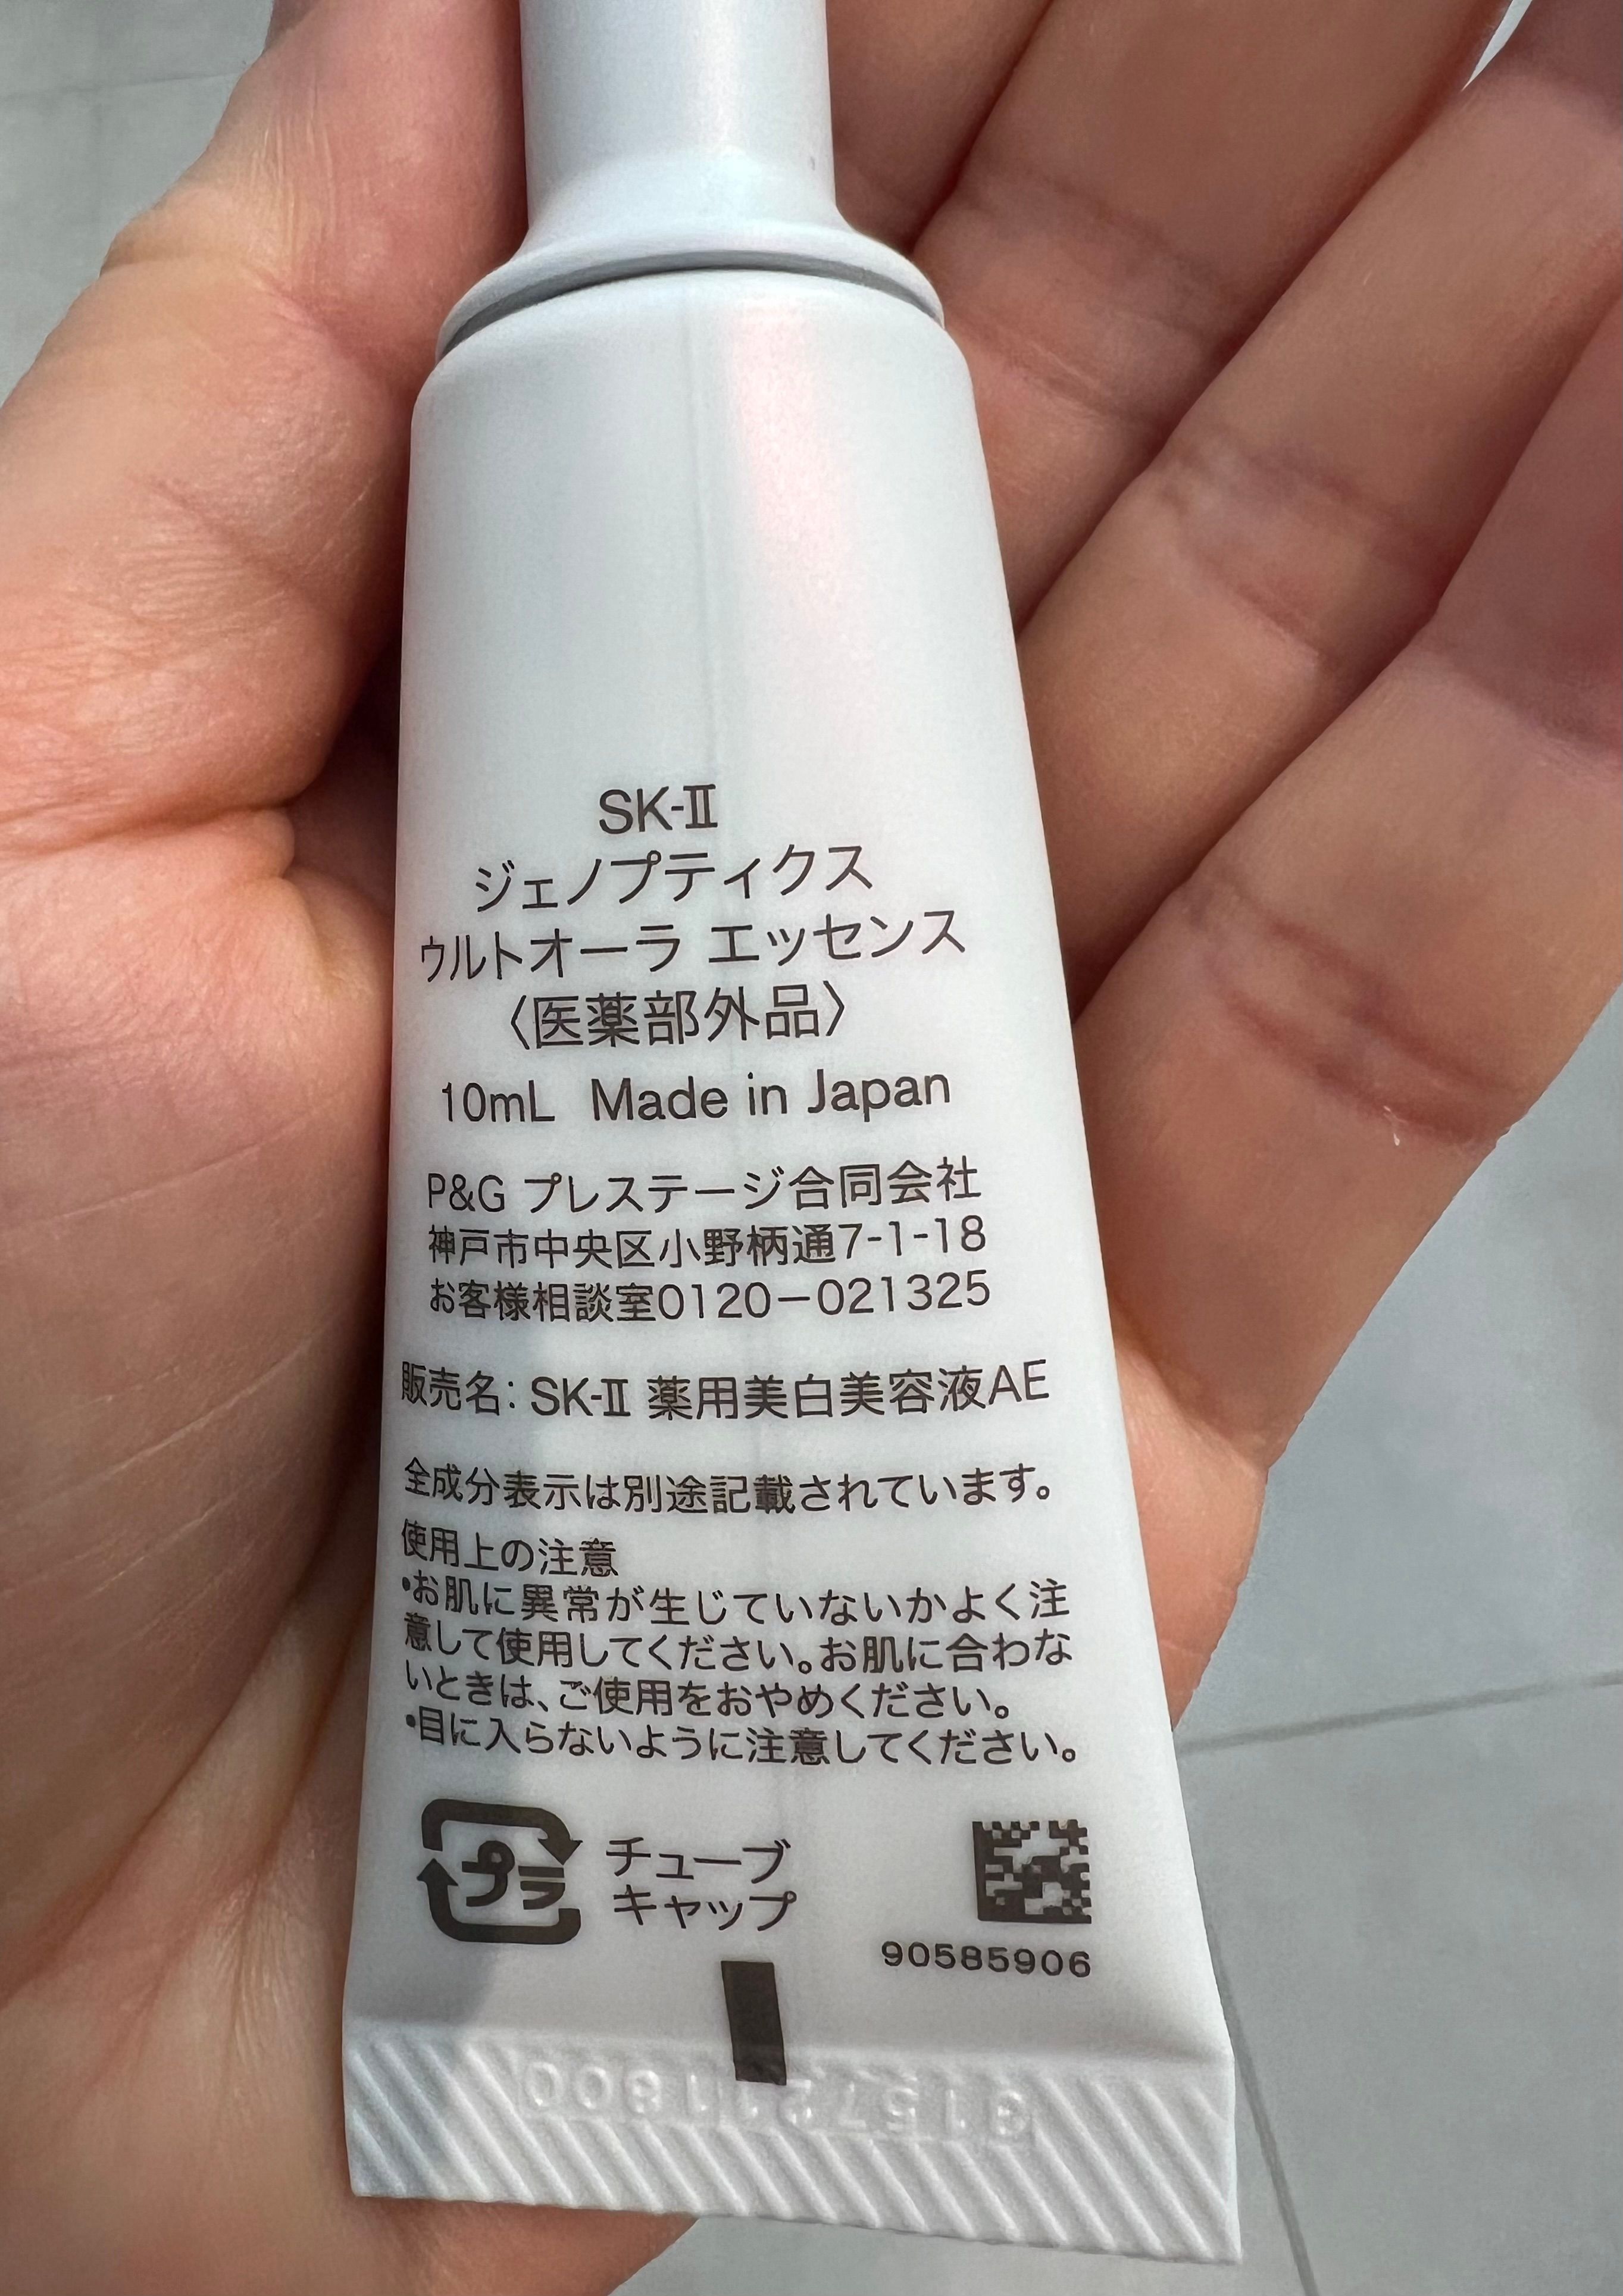 SK-Ⅱ
ジェノプティクス
ウルトオーラ エッセンス
〈医薬部外品〉
10mL Made in Japan
P&G プレステージ合同会社
神戸市中央区小野柄通7-1-18
お客様相談室0120-021325
販売名: SK-Ⅱ 薬用美白美容液AE
全成分表示は別途記載されています。
使用上の注意
•お肌に異常が生じていないかよく注
意して使用してください。お肌に合わな
いときは、ご使用をおやめください。
•目に入らないように注意してください。
プラ
チューブ
キャップ
90585906